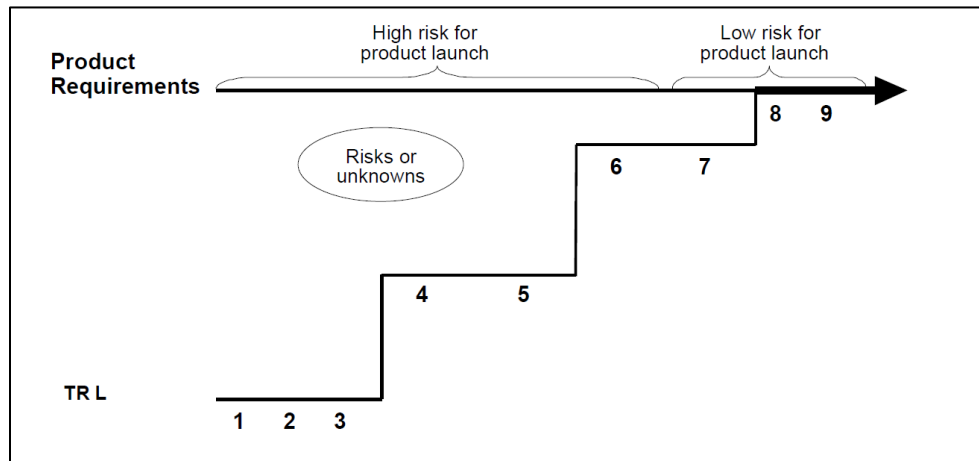 High risk for
product launch
Low risk for
product launch
Product
Requirements
8 9
Risks or
unknowns
6 7
4 5
TR L
1 2 3